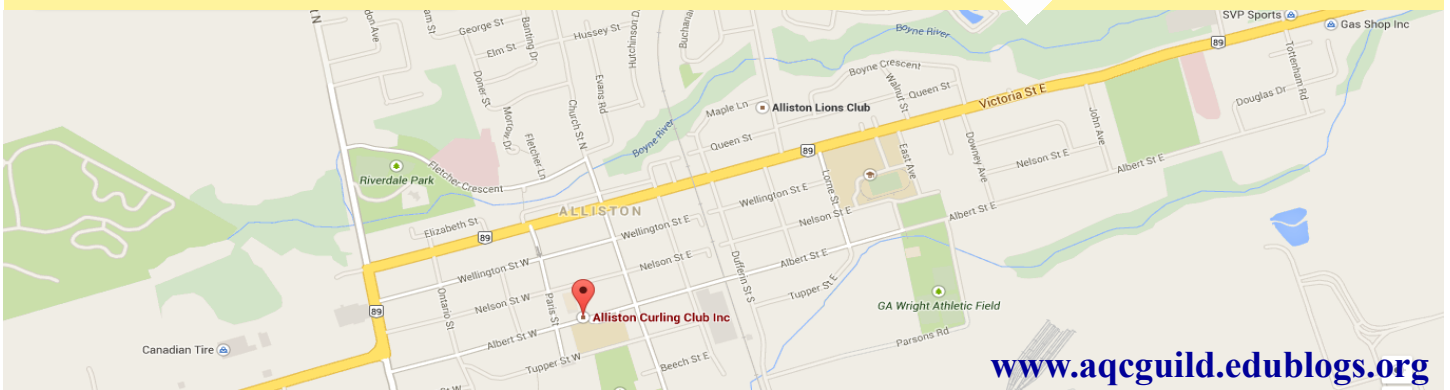 SVP Sports
Gas Shop Inc
89
George St
Elm St
Banting Dr
Hussey St
Hutchinson D
Buchana
Boyne River
Doner St
Evans Rd
Church St N
Morrow Dr
Fletcher Ln
Boyne Crescent
Walnut St
Queen St
Victoria St E
Tottenham Rd
Douglas Dr
John Ave
Maple Ln
Alliston Lions Club
Boyne River
Queen St
89
East Ave
Downey Ave
Nelson St E
Albert St E
Riverdale Park
Fletcher Crescent
Lorne St
Wellington St E
ALLISTON
Elizabeth St
89
Wellington St E
Nelson St E
Albert St E
Wellington St W
Nelson St E
Albert St E
Dufferin St S
Tupper St E
GA Wright Athletic Field
Ontario St
Nelson St W
Paris St
89
Alliston Curling Club Inc
Albert St W
Tupper St W
Beech St E
Parsons Rd
Canadian Tire
www.aqcguild.edublogs.org